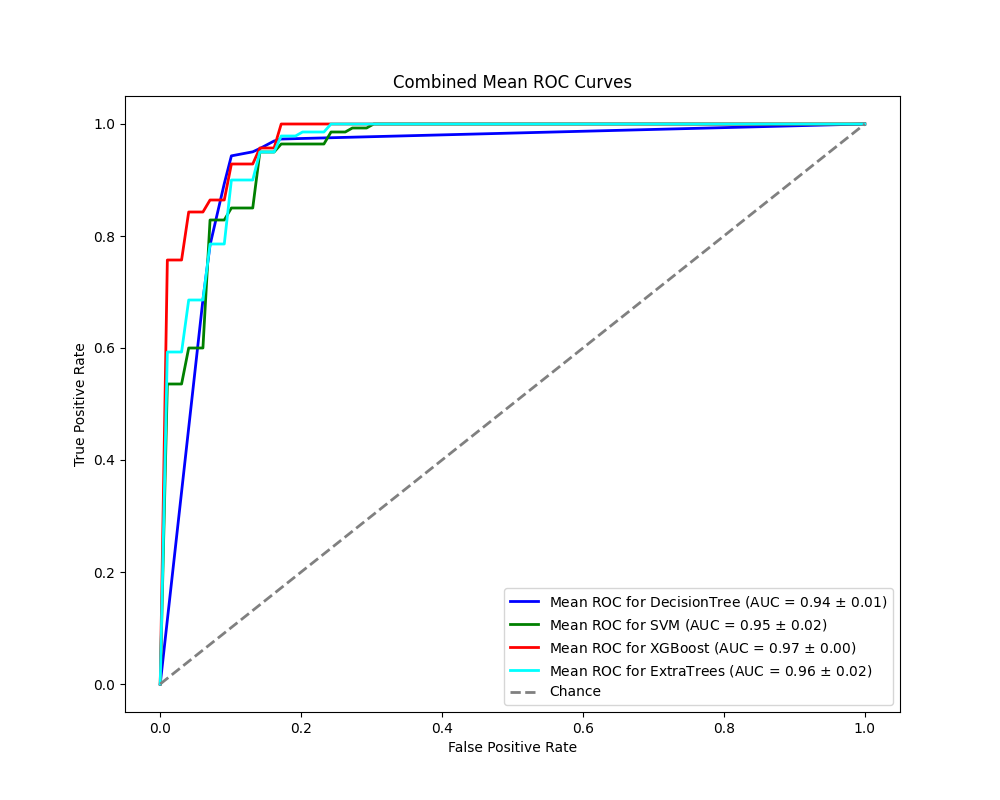 Combined Mean ROC Curves
True Positive Rate
1.0
0.8
0.6
0.4
0.2
0.0
0.0 0.2 0.4 0.6 0.8 1.0
False Positive Rate
Mean ROC for DecisionTree (AUC = 0.94 ± 0.01)
Mean ROC for SVM (AUC = 0.95 ± 0.02)
Mean ROC for XGBoost (AUC = 0.97 ± 0.00)
Mean ROC for ExtraTrees (AUC = 0.96 ± 0.02)
Chance